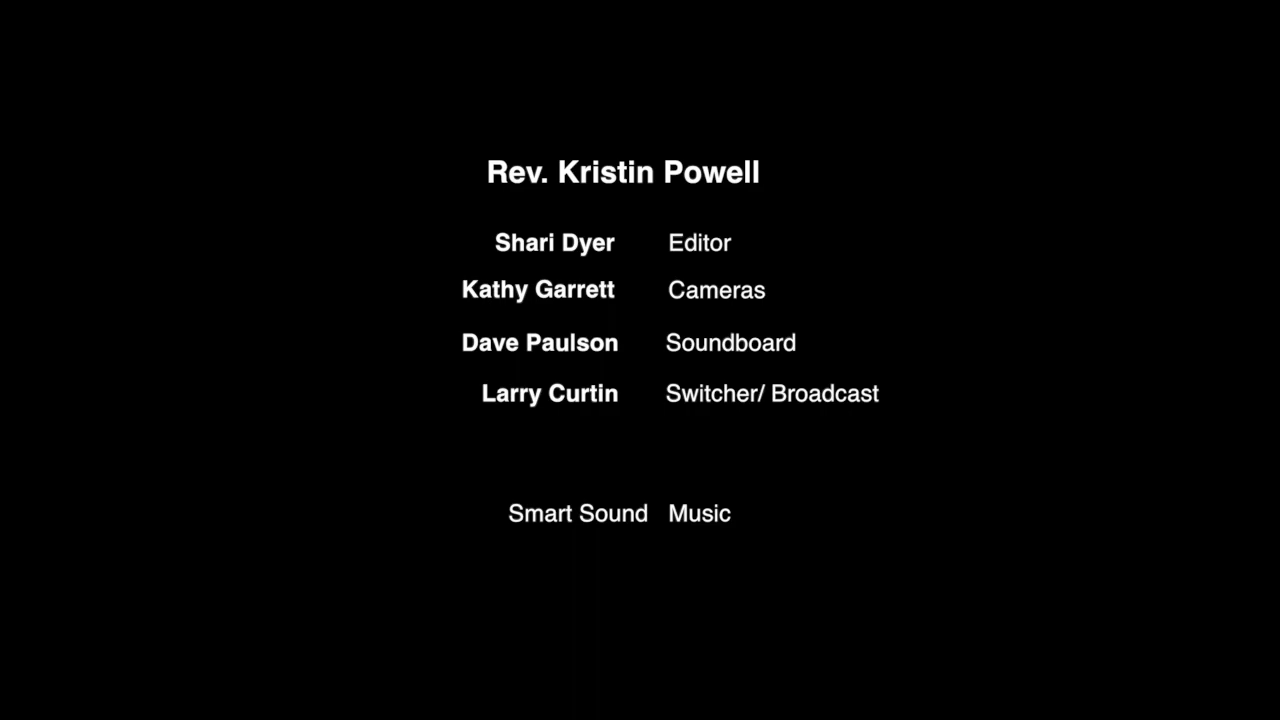 Rev. Kristin Powell
Shari Dyer Editor
Kathy Garrett Cameras
Dave Paulson Soundboard
Larry Curtin Switcher/ Broadcast
Smart Sound Music